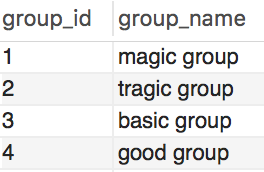 group_id group_name
1 magic group
2 tragic group
3 basic group
4 good group